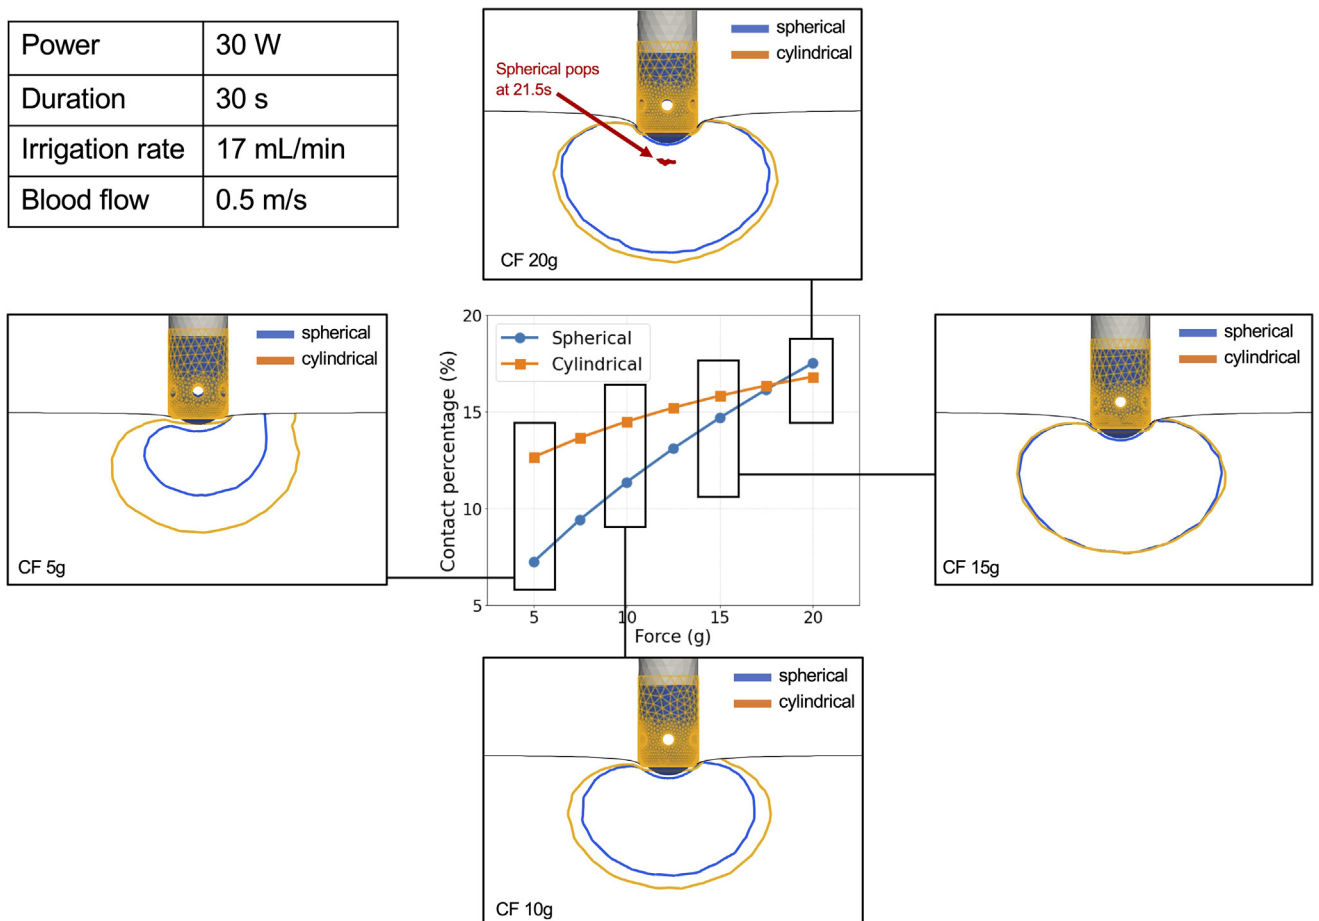 Power 30 W
Duration 30 s
Irrigation rate 17 mL/min
Blood flow 0.5 m/s
spherical
cylindrical
Spherical pops
at 21.5s
CF 20g
spherical
cylindrical
CF 5g
Contact percentage (%)
20
15
10
5
Spherical
Cylindrical
5 10 15 20
Force (g)
spherical
cylindrical
CF 15g
spherical
cylindrical
CF 10g